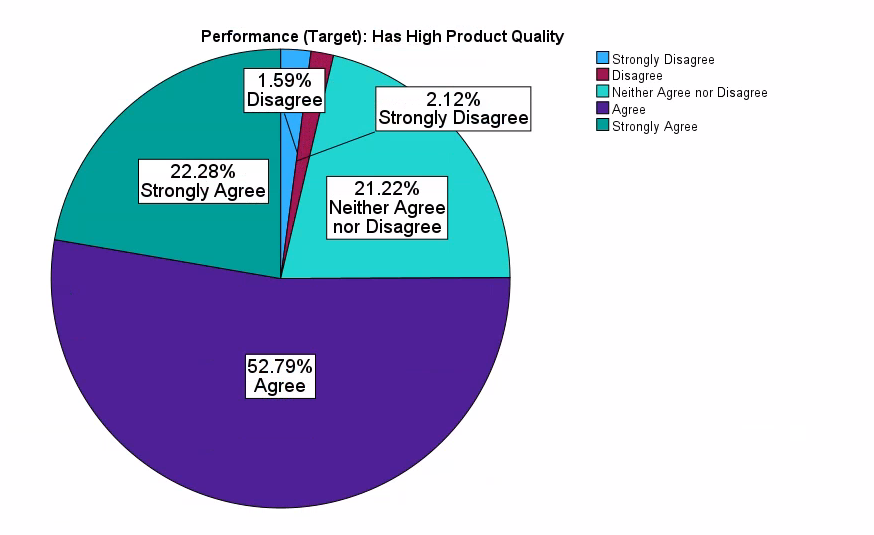 Performance (Target): Has High Product Quality
1.59%
Disagree
2.12%
Strongly Disagree
22.28%
Strongly Agree
21.22%
Neither Agree
nor Disagree
52.79%
Agree
Strongly Disagree
Disagree
Neither Agree nor Disagree
Agree
Strongly Agree